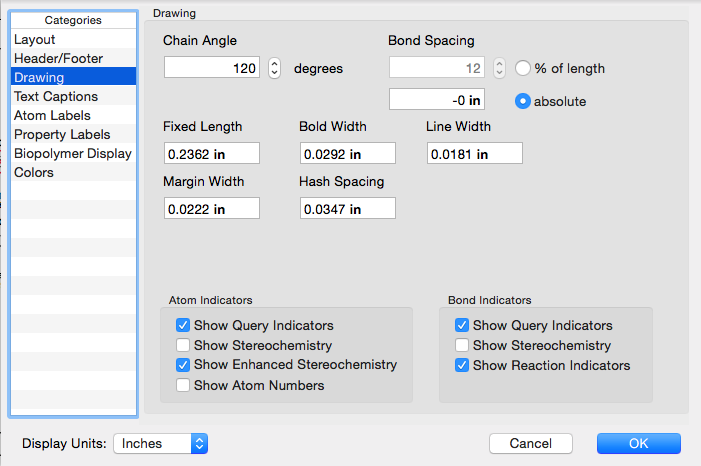 Categories
Layout
Header/Footer
Drawing
Text Captions
Atom Labels
Property Labels
Biopolymer Display
Colors
Drawing
Chain Angle
120 degrees
Bond Spacing
12 % of length
-0 in absolute
Fixed Length Bold Width Line Width
0.2362 in 0.0292 in 0.0181 in
Margin Width Hash Spacing
0.0222 in 0.0347 in
Atom Indicators
Show Query Indicators
Show Stereochemistry
Show Enhanced Stereochemistry
Show Atom Numbers
Bond Indicators
Show Query Indicators
Show Stereochemistry
Show Reaction Indicators
Display Units: Inches
Cancel OK